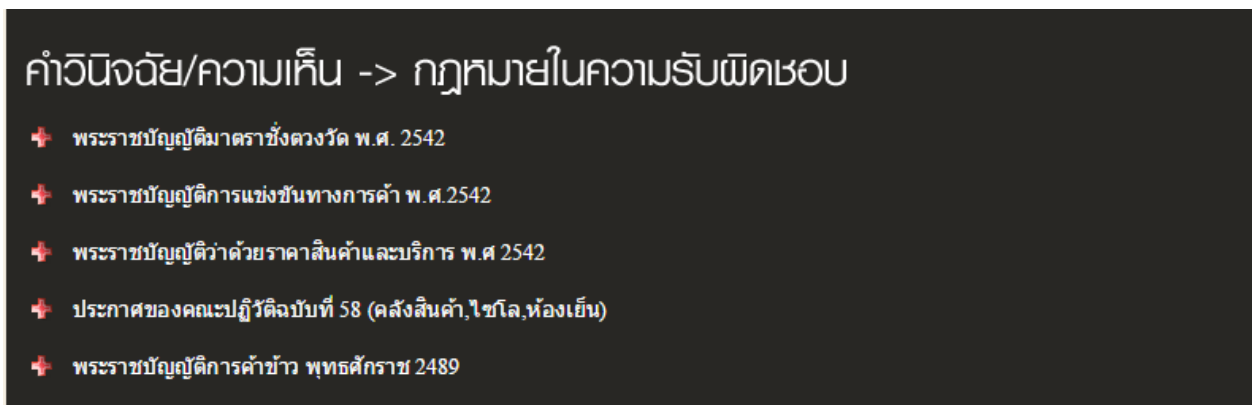 คำวินิจฉัย/ความเห็น -> กฎหมายในความรับผิดชอบ
พระราชบัญญัติมาตราชั่งตวงวัด พ.ศ. 2542
พระราชบัญญัติการแข่งขันทางการค้า พ.ศ.2542
พระราชบัญญัติว่าด้วยราคาสินค้าและบริการ พ.ศ 2542
ประกาศของคณะปฏิวัติฉบับที่ 58 (คลังสินค้า,ไซโล,ห้องเย็น)
พระราชบัญญัติการค้าข้าว พุทธศักราช 2489